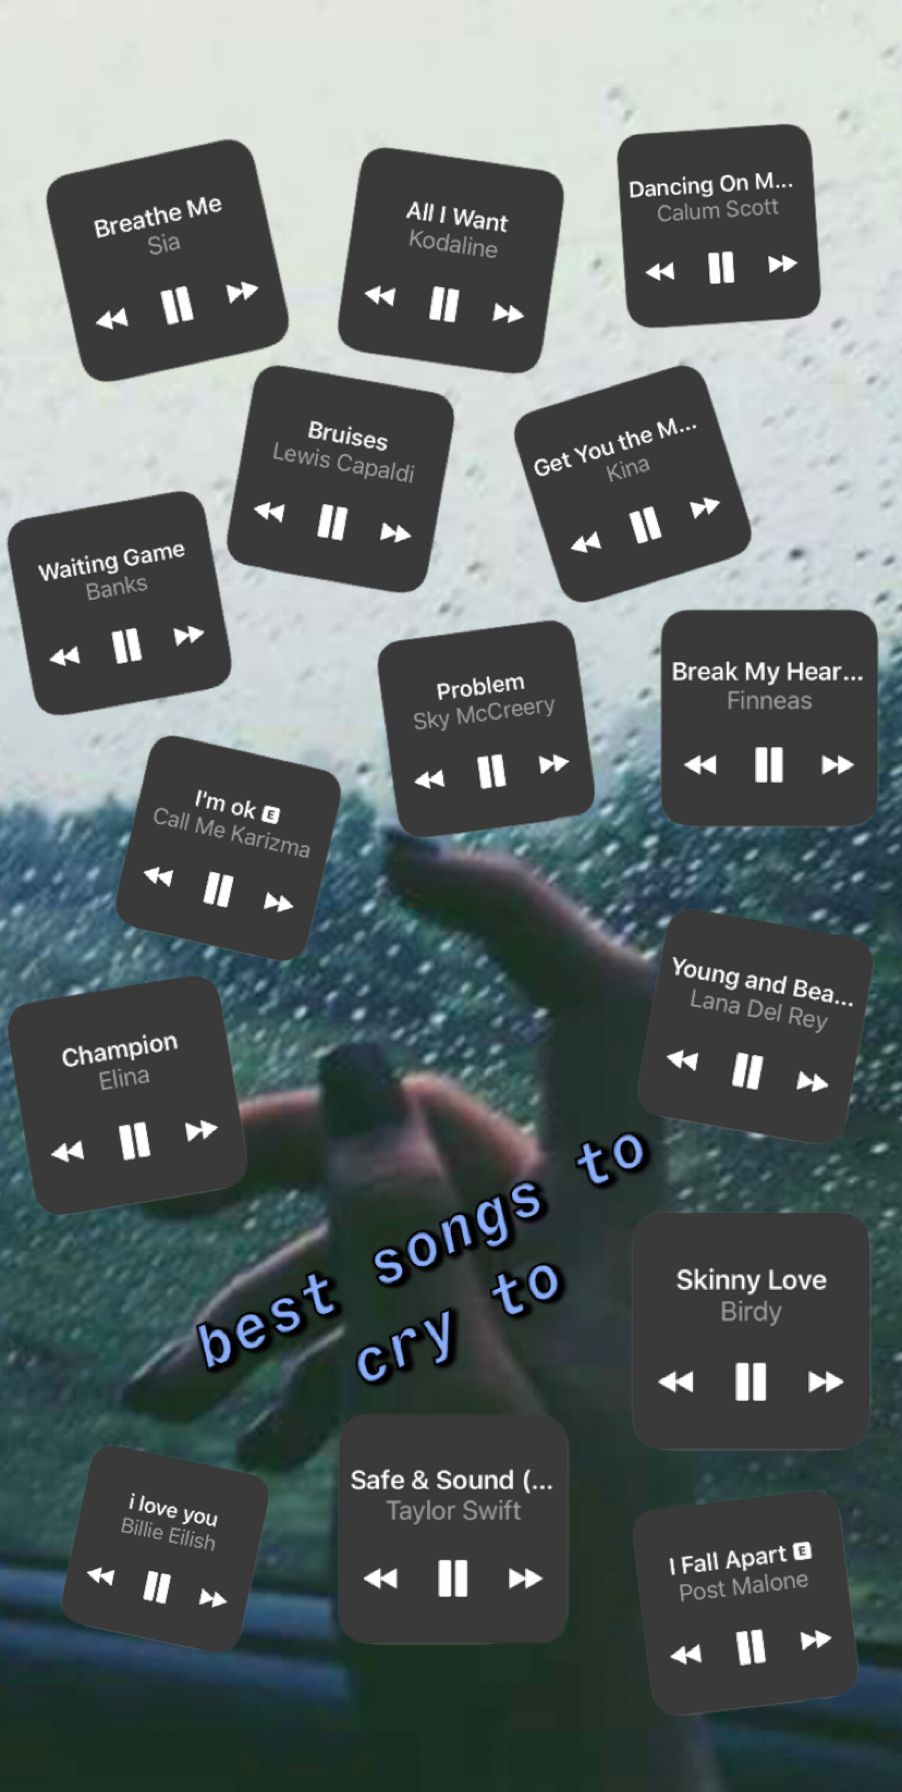 Breathe Me
Sia
All I Want
Kodaline
Dancing On M...
Calum Scott
Bruises
Lewis Capaldi
Get You the M...
Kina
Waiting Game
Banks
Problem
Sky McCreery
Break My Hear...
Finneas
I'm ok E
Call Me Karizma
Young and Bea...
Lana Del Rey
Champion
Elina
best songs to
cry to
Skinny Love
Birdy
i love you
Billie Eilish
Safe & Sound (...
Taylor Swift
I Fall Apart E
Post Malone